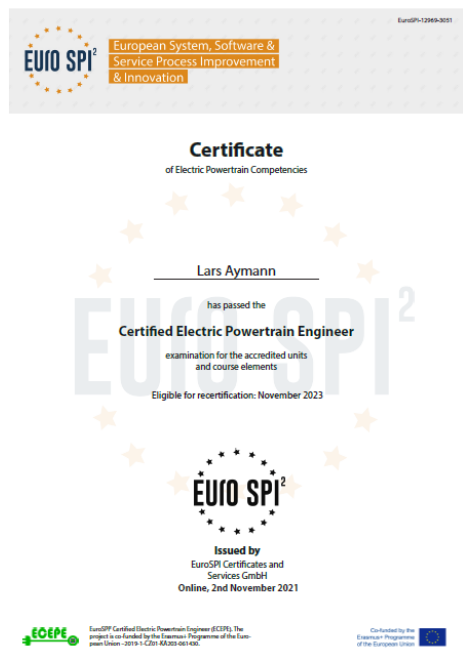 EuroSPI-12969-3051
EURO SPI²
European System, Software &
Service Process Improvement
& Innovation
Certificate
of Electric Powertrain Competencies
Lars Aymann
has passed the
Certified Electric Powertrain Engineer
examination for the accredited units
and course elements
Eligible for recertification: November 2023
EURO SPI²
EURO SPI²
Issued by
EuroSPI Certificates and
Services GmbH
Online, 2nd November 2021
ECEPE
EuroSPI² Certified Electric Powertrain Engineer (ECEPE). The
project is co-funded by the Erasmus+ Programme of the Euro-
pean Union -2019-1-CZ01-KA203-061430.
Co-funded by the
Erasmus+ Programme
of the European Union